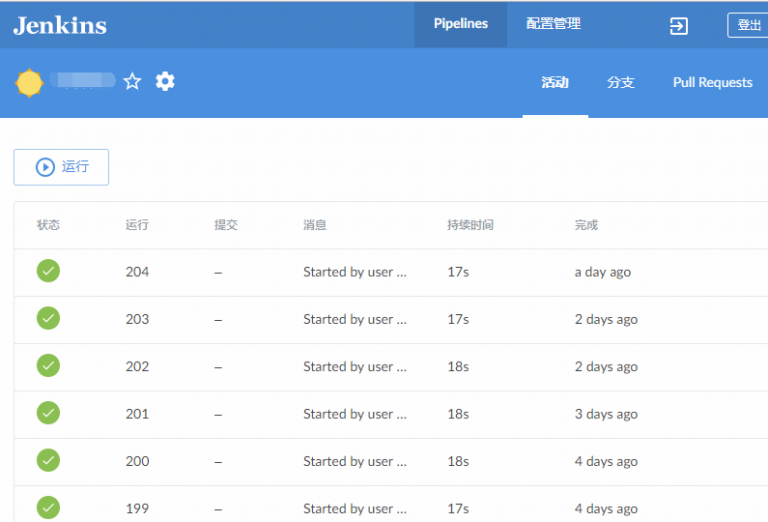 Jenkins Pipelines 配置管理 登出
活动 分支 Pull Requests
运行
状态 运行 提交 消息 持续时间 完成
204 – Started by user ... 17s a day ago
203 – Started by user ... 17s 2 days ago
202 – Started by user ... 18s 2 days ago
201 – Started by user ... 18s 3 days ago
200 – Started by user ... 18s 4 days ago
199 – Started by user ... 17s 4 days ago